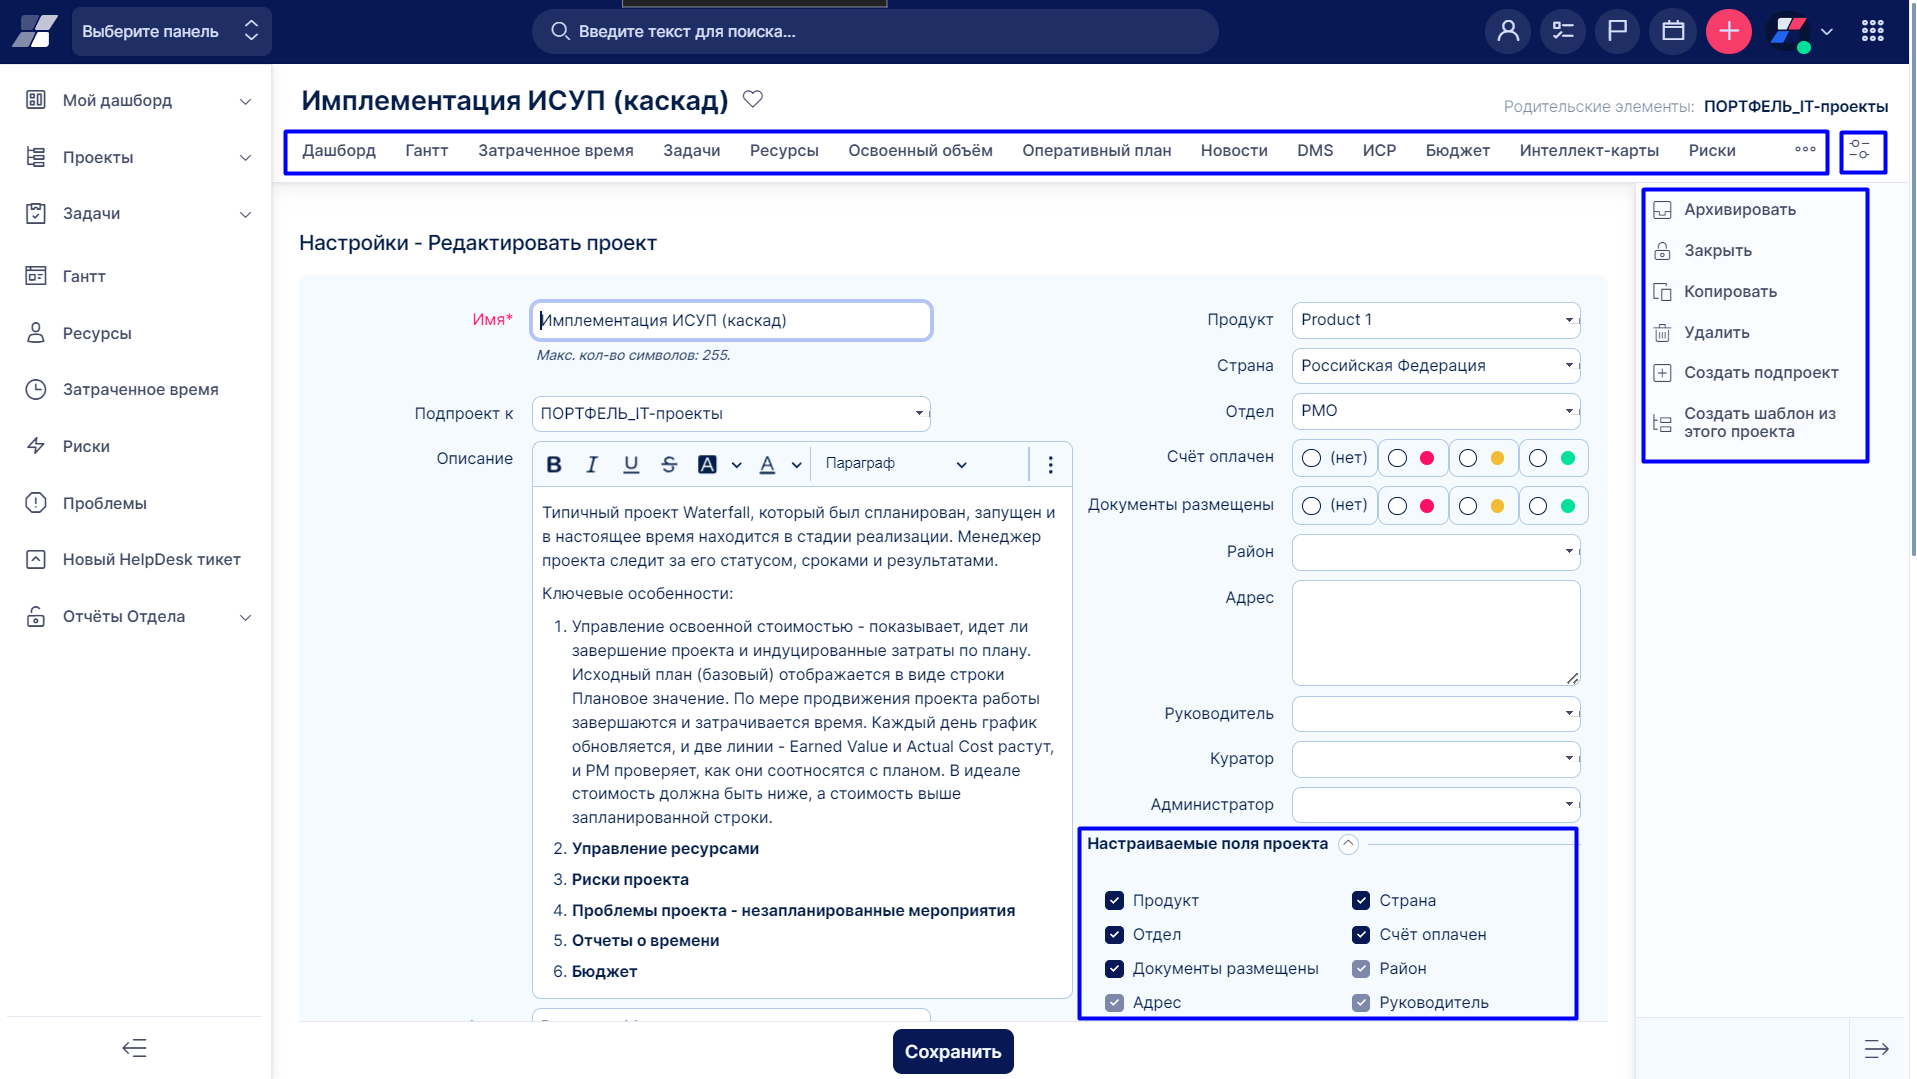 Выберите панель
Введите текст для поиска...
Мой дашборд
Проекты
Задачи
Гантт
Ресурсы
Затраченное время
Риски
Проблемы
Новый HelpDesk тикет
Отчёты Отдела
Имплементация ИСУП (каскад)
Родительские элементы: ПОРТФЕЛЬ_IT-проекты
Дашборд Гантт Затраченное время Задачи Ресурсы Освоенный объём Оперативный план Новости DMS ИСР Бюджет Интеллект-карты Риски
Настройки - Редактировать проект
Имя* Имплементация ИСУП (каскад)
Макс. кол-во символов: 255.
Подпроект к ПОРТФЕЛЬ_IT-проекты
Описание
B I U S A A Параграф
Типичный проект Waterfall, который был спланирован, запущен и
в настоящее время находится в стадии реализации. Менеджер
проекта следит за его статусом, сроками и результатами.
Ключевые особенности:
1. Управление освоенной стоимостью - показывает, идет ли
завершение проекта и индуцированные затраты по плану.
Исходный план (базовый) отображается в виде строки
Плановое значение. По мере продвижения проекта работы
завершаются и затрачивается время. Каждый день график
обновляется, и две линии - Earned Value и Actual Cost растут,
и PM проверяет, как они соотносятся с планом. В идеале
стоимость должна быть ниже, а стоимость выше
запланированной строки.
2. Управление ресурсами
3. Риски проекта
4. Проблемы проекта - незапланированные мероприятия
5. Отчеты о времени
6. Бюджет
Продукт Product 1
Страна Российская Федерация
Отдел PMO
Счёт оплачен (нет)
Документы размещены (нет)
Район
Адрес
Руководитель
Куратор
Администратор
Настраиваемые поля проекта
Продукт Страна
Отдел Счёт оплачен
Документы размещены Район
Адрес Руководитель
Сохранить
Архивировать
Закрыть
Копировать
Удалить
Создать подпроект
Создать шаблон из
этого проекта